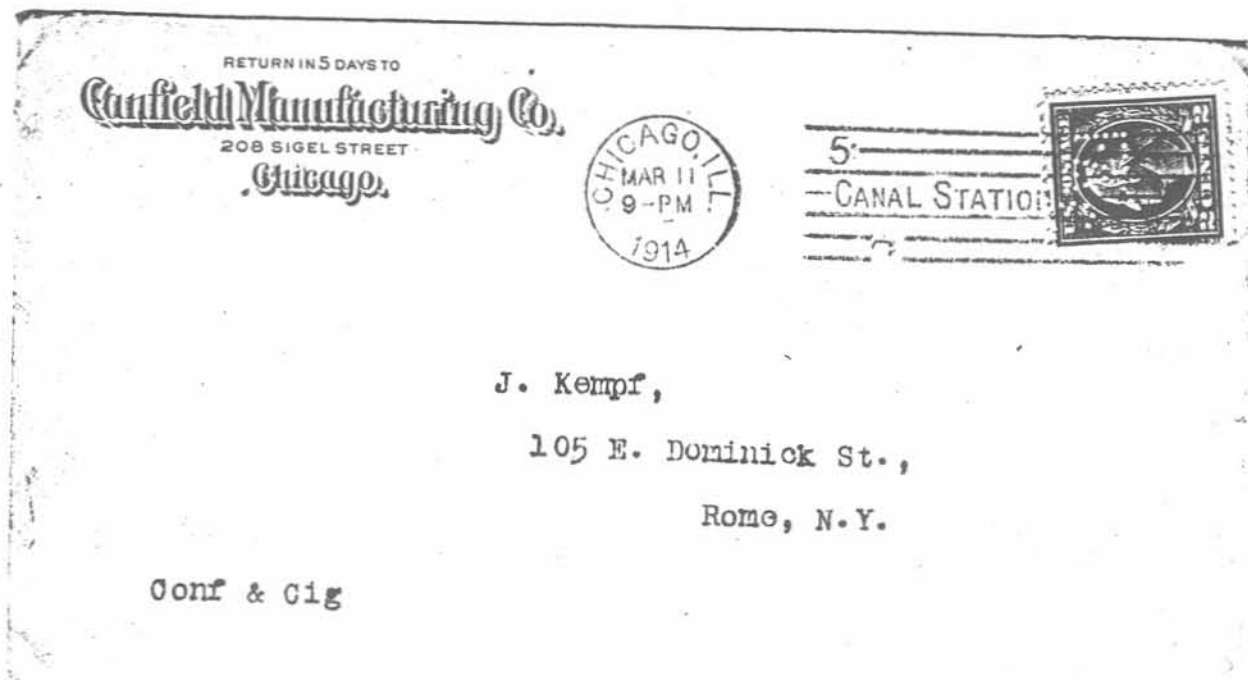 RETURN IN 5 DAYS TO
Canfield Manufacturing Co.
208 SIGEL STREET
Chicago.
CHICAGO, ILL.
MAR 11
9-PM
1914
5
CANAL STATION
J. Kempf,
105 E. Dominick St.,
Rome, N.Y.
Conf & Cig